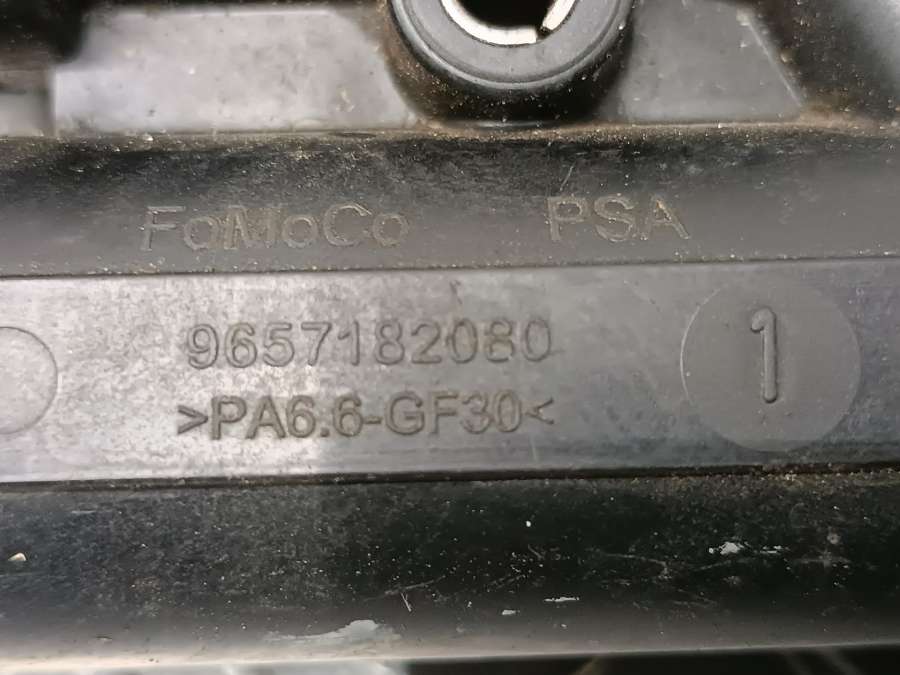 FoMoCo PSA
9657182080
>PA6.6-GF30<
1